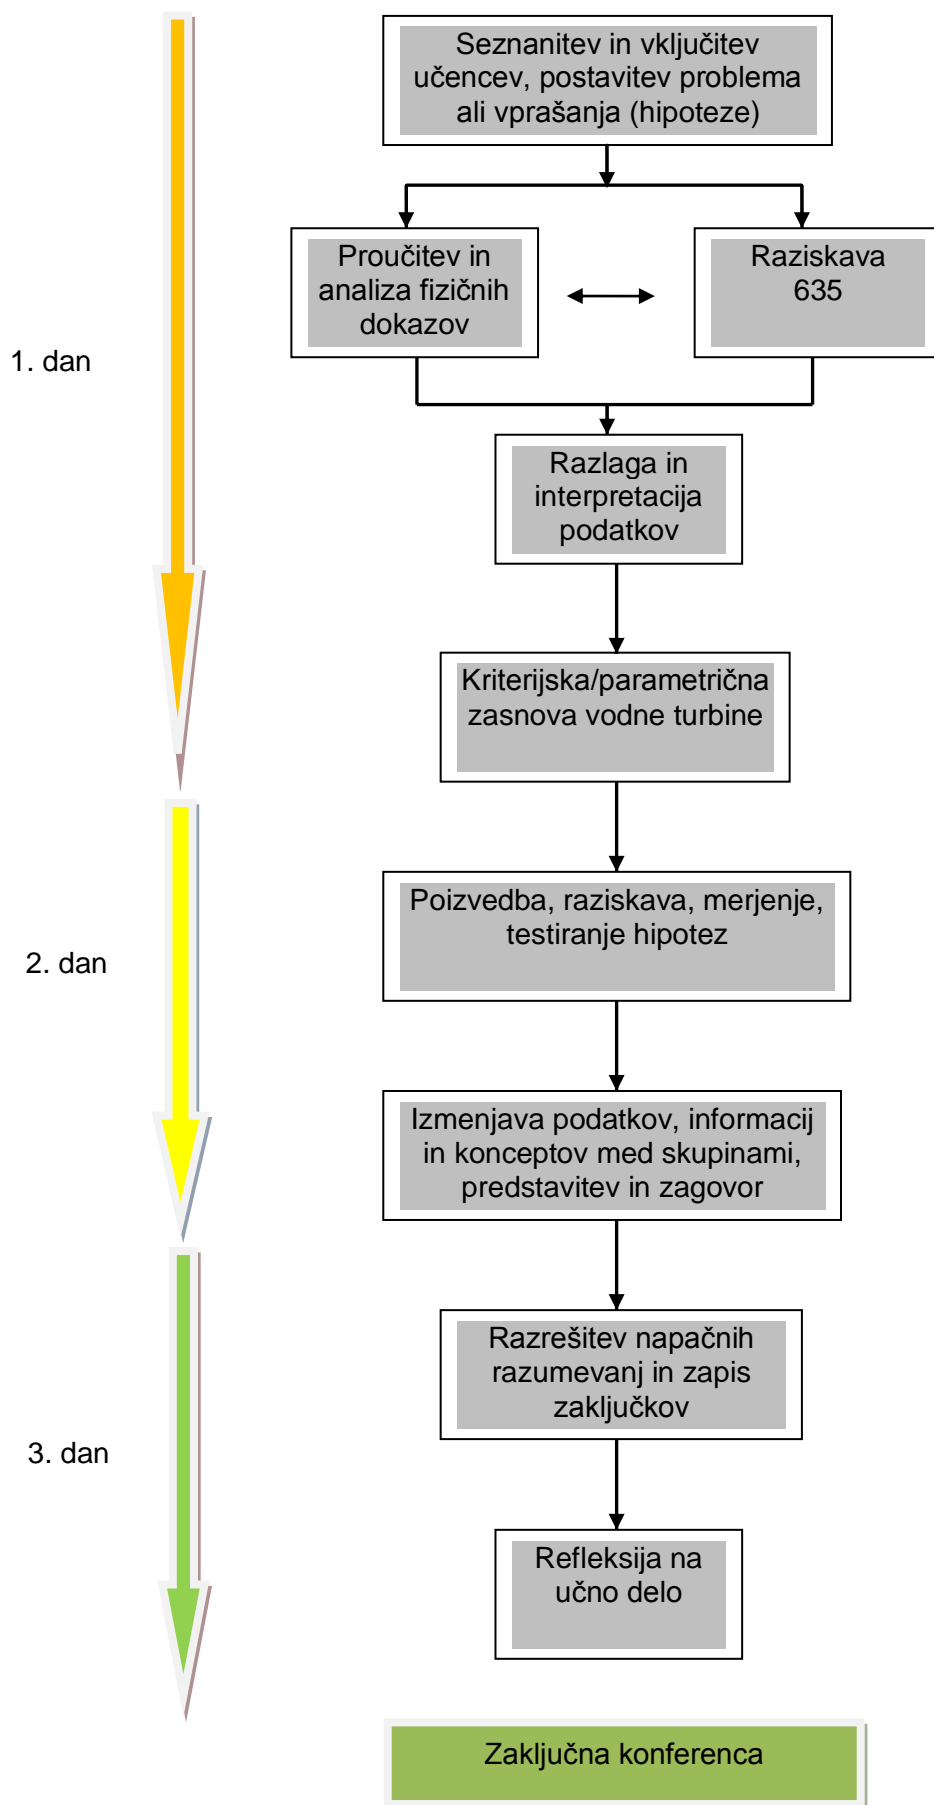 Seznanitev in vključitev
učencev, postavitev problema
ali vprašanja (hipoteze)
Proučitev in
analiza fizičnih
dokazov
Raziskava
635
1. dan
Razlaga in
interpretacija
podatkov
Kriterijska/parametrična
zasnova vodne turbine
Poizvedba, raziskava, merjenje,
testiranje hipotez
2. dan
Izmenjava podatkov, informacij
in konceptov med skupinami,
predstavitev in zagovor
Razrešitev napačnih
razumevanj in zapis
zaključkov
3. dan
Refleksija na
učno delo
Zaključna konferenca